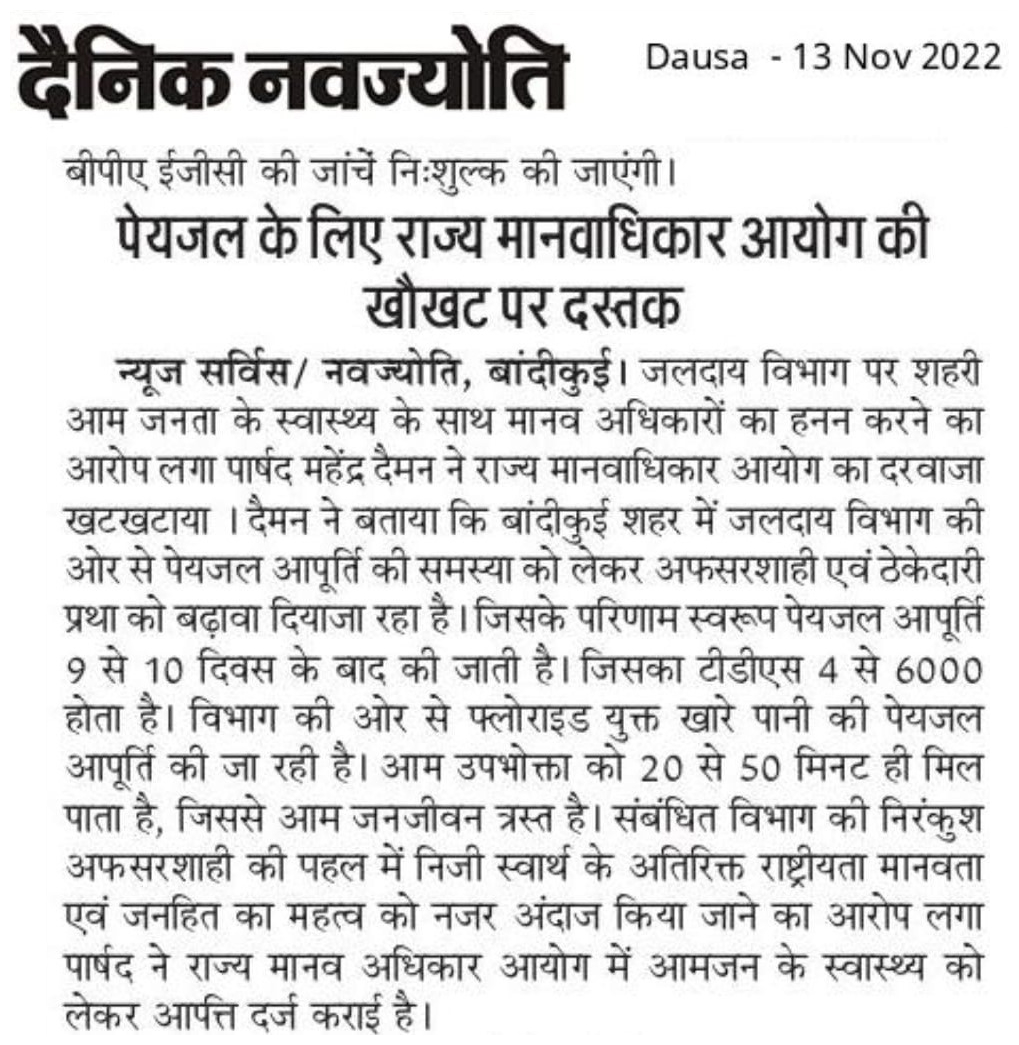 दैनिक नवज्योति
Dausa - 13 Nov 2022
बीपीए ईजीसी की जांचें निःशुल्क की जाएंगी।
पेयजल के लिए राज्य मानवाधिकार आयोग की
खौखट पर दस्तक
न्यूज सर्विस/ नवज्योति, बांदीकुई। जलदाय विभाग पर शहरी
आम जनता के स्वास्थ्य के साथ मानव अधिकारों का हनन करने का
आरोप लगा पार्षद महेंद्र दैमन ने राज्य मानवाधिकार आयोग का दरवाजा
खटखटाया । दैमन ने बताया कि बांदीकुई शहर में जलदाय विभाग की
ओर से पेयजल आपूर्ति की समस्या को लेकर अफसरशाही एवं ठेकेदारी
प्रथा को बढ़ावा दियाजा रहा है। जिसके परिणाम स्वरूप पेयजल आपूर्ति
9 से 10 दिवस के बाद की जाती है। जिसका टीडीएस 4 से 6000
होता है। विभाग की ओर से फ्लोराइड युक्त खारे पानी की पेयजल
आपूर्ति की जा रही है। आम उपभोक्ता को 20 से 50 मिनट ही मिल
पाता है, जिससे आम जनजीवन त्रस्त है। संबंधित विभाग की निरंकुश
अफसरशाही की पहल में निजी स्वार्थ के अतिरिक्त राष्ट्रीयता मानवता
एवं जनहित का महत्व को नजर अंदाज किया जाने का आरोप लगा
पार्षद ने राज्य मानव अधिकार आयोग में आमजन के स्वास्थ्य को
लेकर आपत्ति दर्ज कराई है।